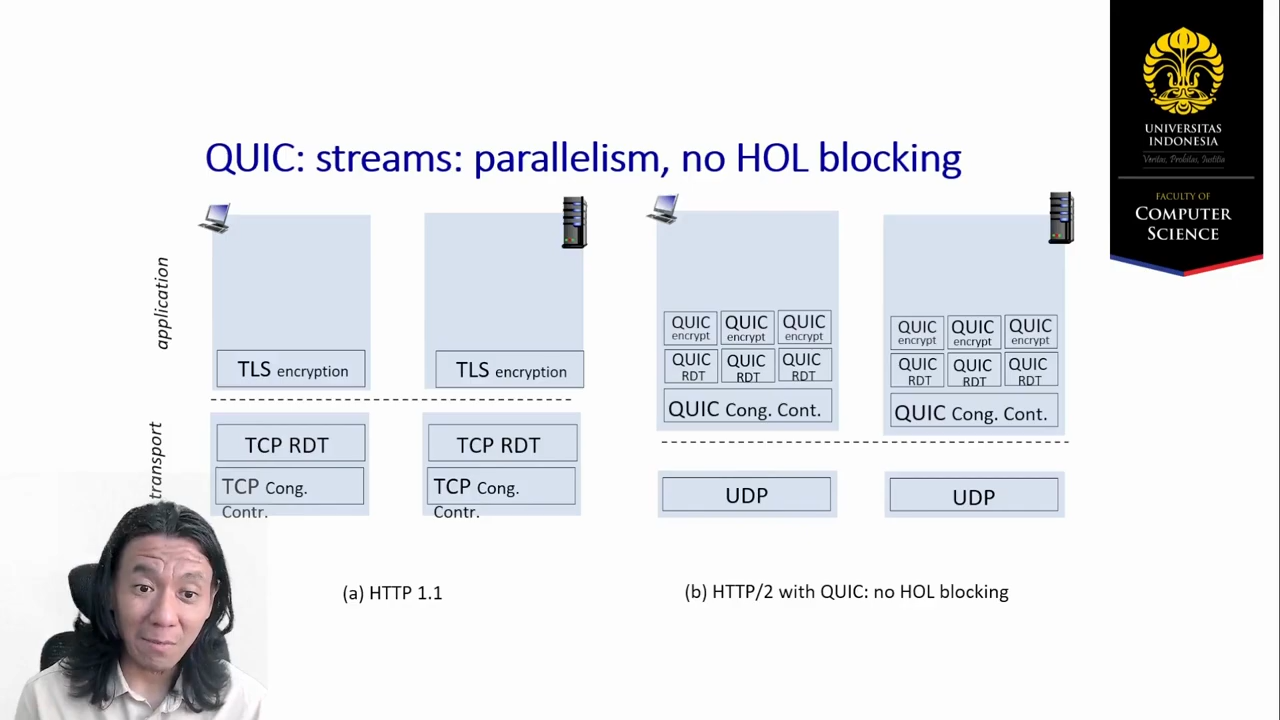 QUIC: streams: parallelism, no HOL blocking
UNIVERSITAS
INDONESIA
Veritas, Probitas, Iustitia
FACULTY OF
COMPUTER
SCIENCE
application
transport
TLS encryption
TCP RDT
TCP Cong.
Contr.
TLS encryption
TCP RDT
TCP Cong.
Contr.
(a) HTTP 1.1
QUIC encrypt
QUIC encrypt
QUIC encrypt
QUIC RDT
QUIC RDT
QUIC RDT
QUIC Cong. Cont.
UDP
QUIC encrypt
QUIC encrypt
QUIC encrypt
QUIC RDT
QUIC RDT
QUIC RDT
QUIC Cong. Cont.
UDP
(b) HTTP/2 with QUIC: no HOL blocking